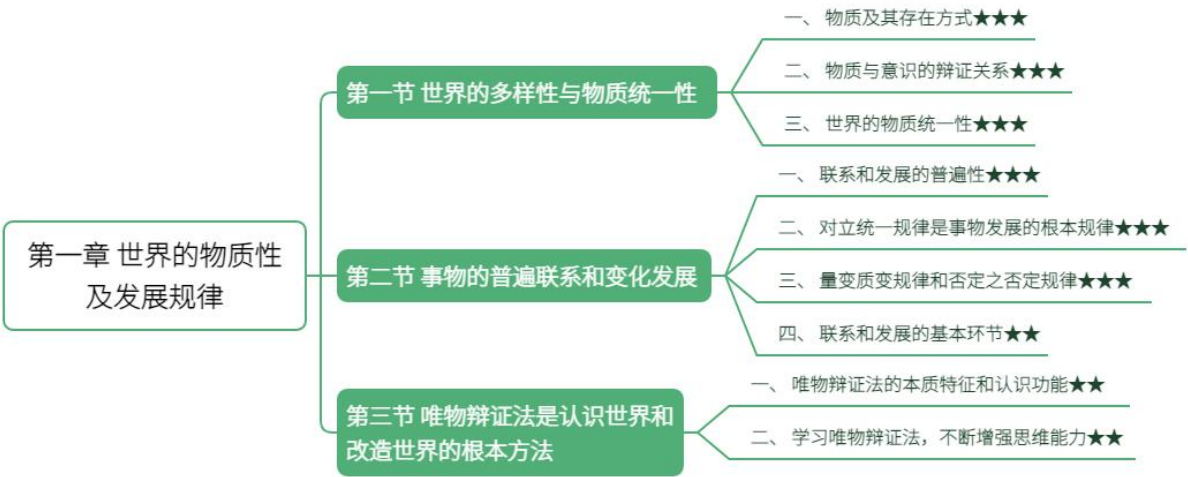 第一章 世界的物质性
及发展规律
第一节 世界的多样性与物质统一性
一、 物质及其存在方式★★★
二、 物质与意识的辩证关系★★★
三、 世界的物质统一性★★★
第二节 事物的普遍联系和变化发展
一、 联系和发展的普遍性★★★
二、 对立统一规律是事物发展的根本规律★★★
三、 量变质变规律和否定之否定规律★★★
四、 联系和发展的基本环节★★
第三节 唯物辩证法是认识世界和
改造世界的根本方法
一、 唯物辩证法的本质特征和认识功能★★
二、 学习唯物辩证法，不断增强思维能力★★